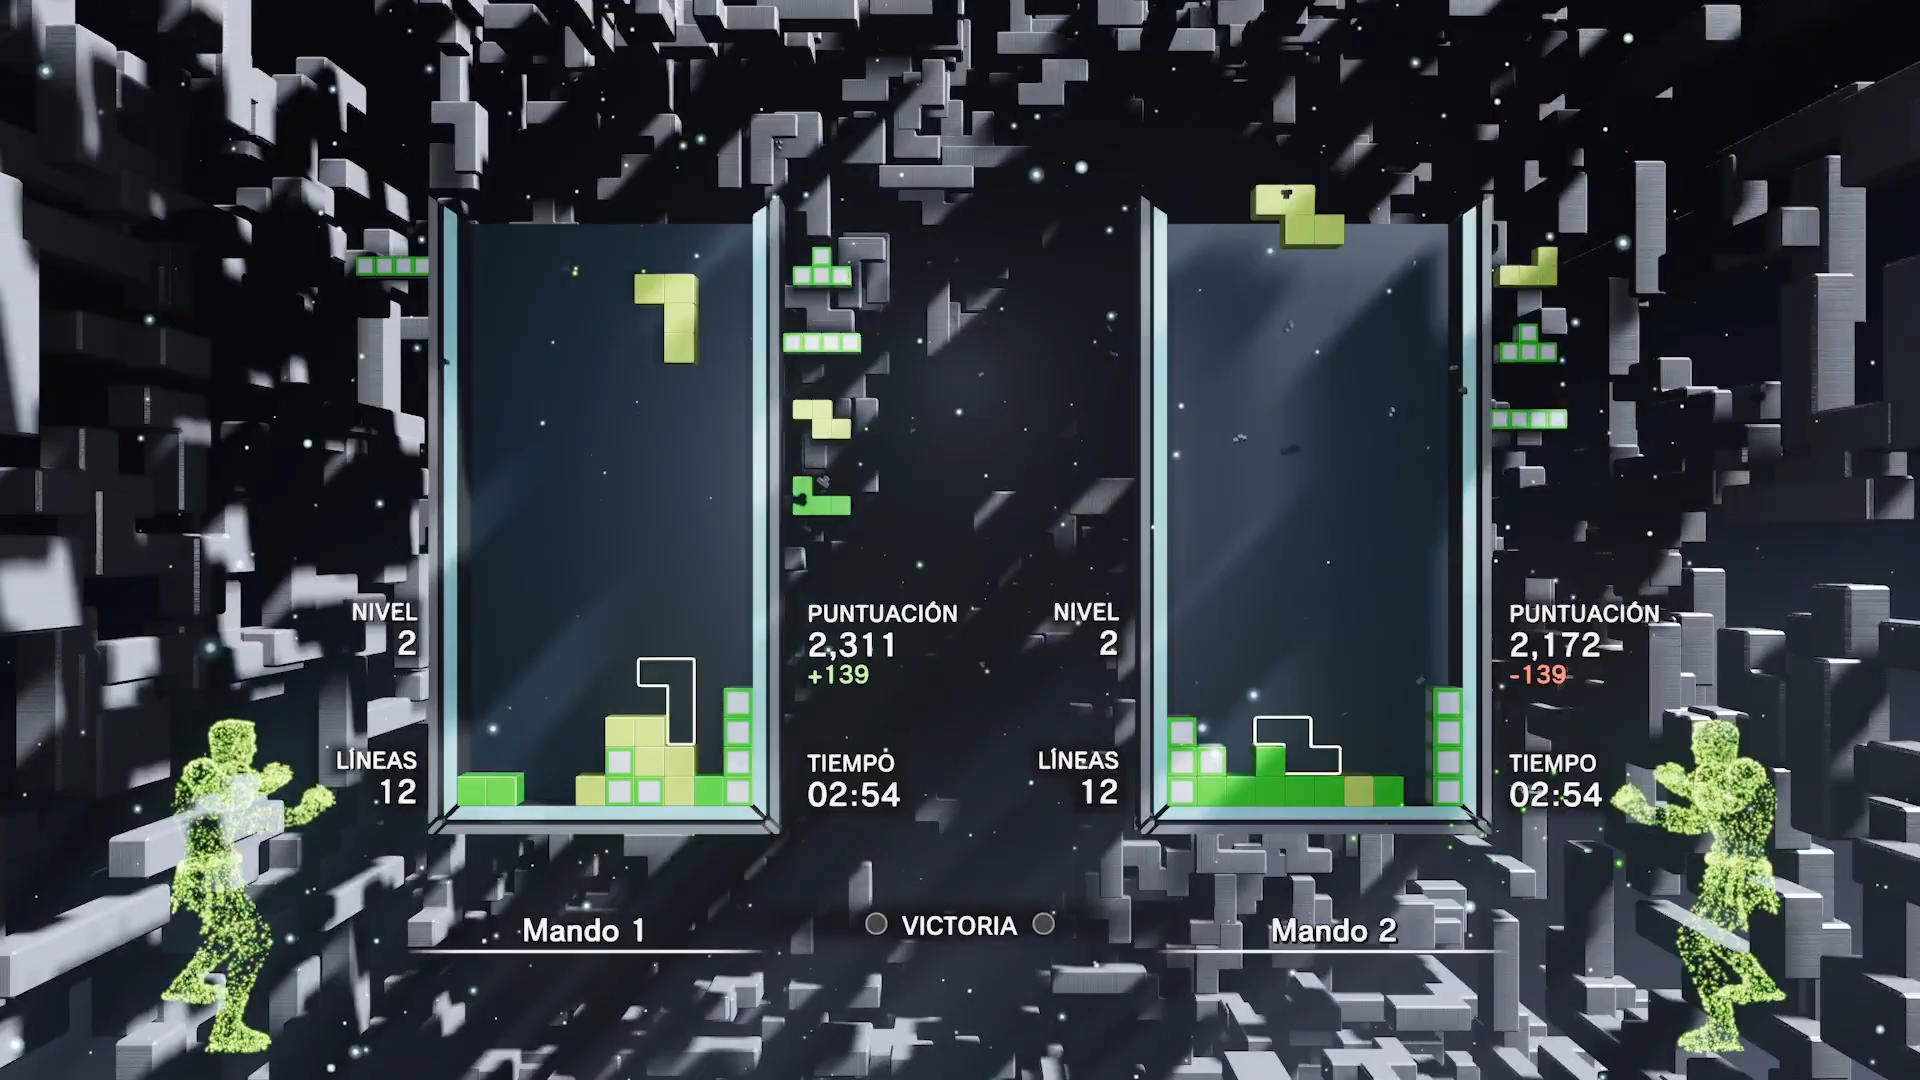 NIVEL
2
PUNTUACIÓN
2,311
+139
LÍNEAS
12
TIEMPO
02:54
NIVEL
2
PUNTUACIÓN
2,172
-139
LÍNEAS
12
TIEMPO
02:54
Mando 1
VICTORIA
Mando 2